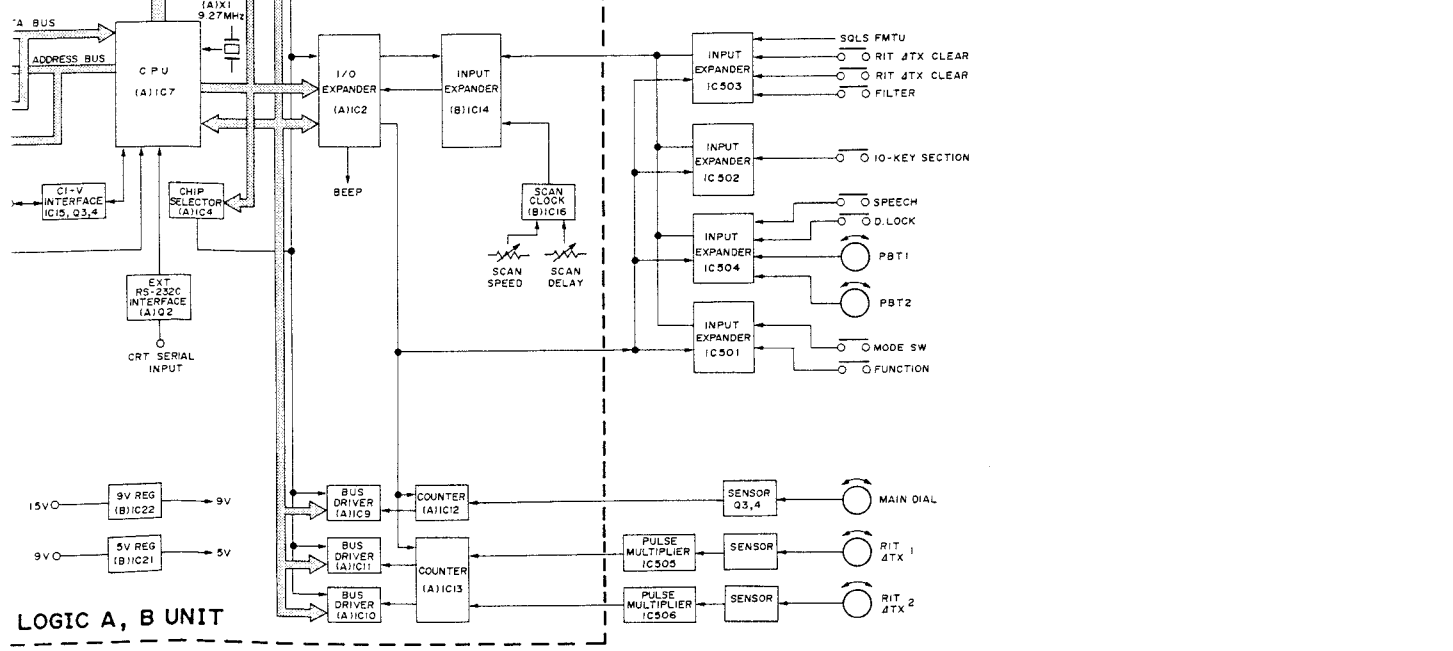 (A)X1
9.27MHz
'A BUS
ADDRESS BUS
CPU
(A)IC7
I/O
EXPANDER
(A)IC2
INPUT
EXPANDER
(B)IC14
BEEP
CI-V
INTERFACE
IC15, Q3,4
CHIP
SELECTOR
(A)IC4
SCAN
CLOCK
(B)IC16
SCAN
SPEED
SCAN
DELAY
EXT
RS-232C
INTERFACE
(A)Q2
CRT SERIAL
INPUT
INPUT
EXPANDER
IC503
SQLS FMTU
RIT ΔTX CLEAR
RIT ΔTX CLEAR
FILTER
INPUT
EXPANDER
IC502
10-KEY SECTION
INPUT
EXPANDER
IC504
SPEECH
D.LOCK
PBT1
PBT2
INPUT
EXPANDER
IC501
MODE SW
FUNCTION
15V
9V REG
(B)IC22
9V
9V
5V REG
(B)IC21
5V
BUS
DRIVER
(A)IC9
COUNTER
(A)IC12
SENSOR
Q3,4
MAIN DIAL
BUS
DRIVER
(A)IC11
COUNTER
(A)IC13
PULSE
MULTIPLIER
IC505
SENSOR
RIT
ΔTX 1
BUS
DRIVER
(A)IC10
PULSE
MULTIPLIER
IC506
SENSOR
RIT
ΔTX 2
LOGIC A, B UNIT